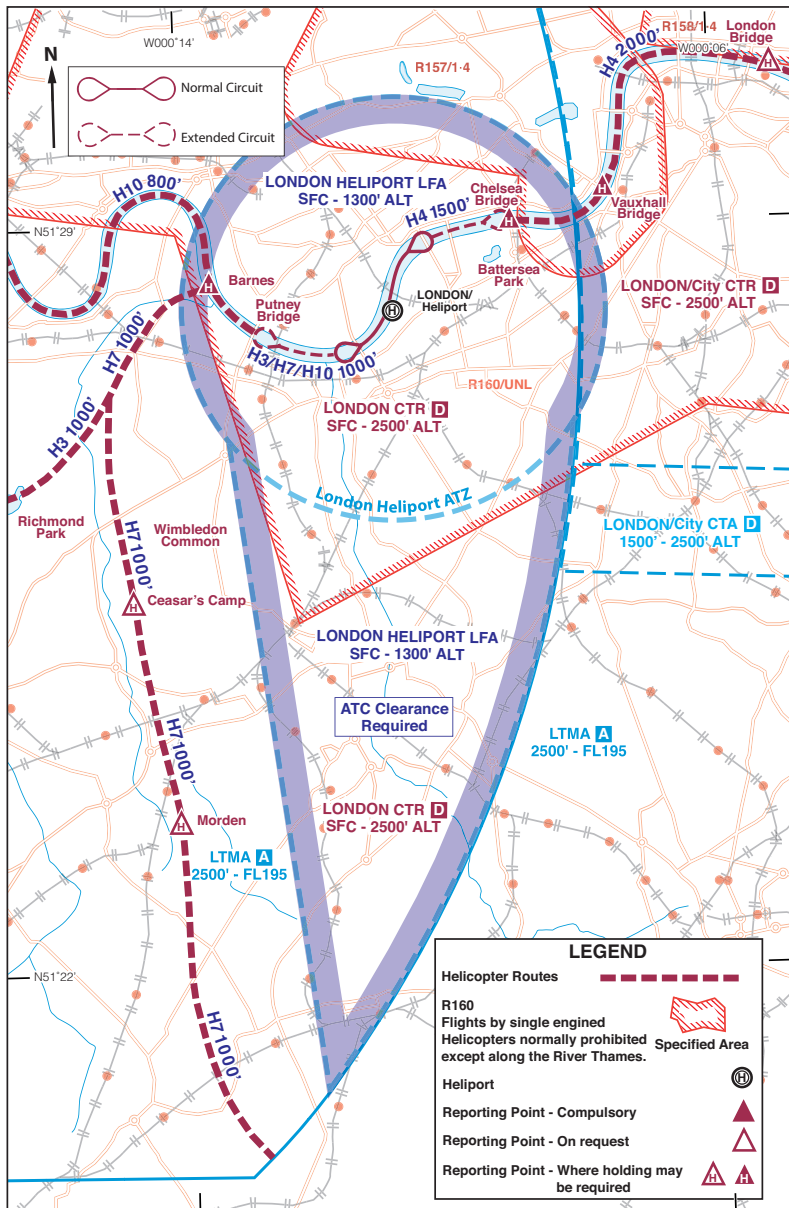 W000°14'
N
Normal Circuit
Extended Circuit
R157/1·4
H4 2000'
R158/1·4
London
Bridge
W000°06'
H
H10 800'
LONDON HELIPORT LFA
SFC - 1300' ALT
H4 1500'
Chelsea
Bridge
H
H
Vauxhall
Bridge
N51°29'
Battersea
Park
H
Barnes
Putney
Bridge
LONDON/
Heliport
H
LONDON/City CTR D
SFC - 2500' ALT
H7 1000'
H3/H7/H10 1000'
H3 1000'
R160/UNL
LONDON CTR D
SFC - 2500' ALT
London Heliport ATZ
Richmond
Park
H7 1000'
Wimbledon
Common
LONDON/City CTA D
1500' - 2500' ALT
H
Ceasar's Camp
LONDON HELIPORT LFA
SFC - 1300' ALT
ATC Clearance
Required
H7 1000'
LTMA A
2500' - FL195
H
Morden
LONDON CTR D
SFC - 2500' ALT
LTMA A
2500' - FL195
N51°22'
H7 1000'
LEGEND
Helicopter Routes
R160
Flights by single engined
Helicopters normally prohibited
except along the River Thames.
Specified Area
Heliport
H
Reporting Point - Compulsory
Reporting Point - On request
Reporting Point - Where holding may
be required
H H